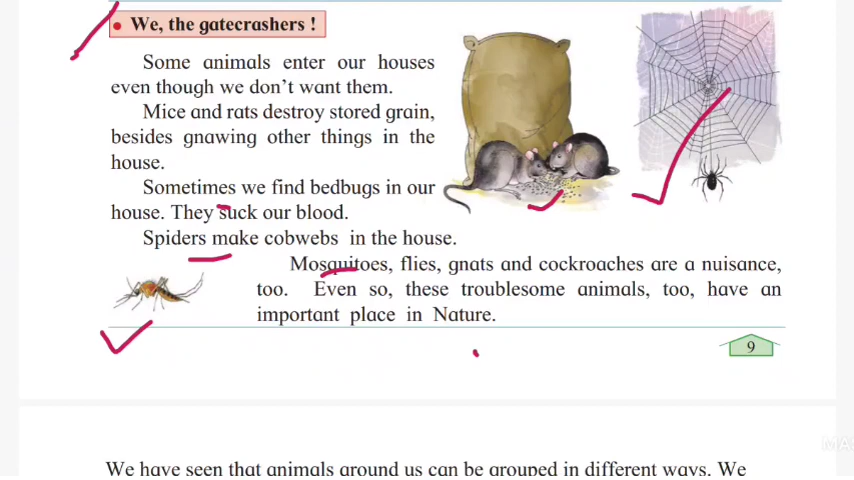 We, the gatecrashers !
Some animals enter our houses
even though we don't want them.
Mice and rats destroy stored grain,
besides gnawing other things in the
house.
Sometimes we find bedbugs in our
house. They suck our blood.
Spiders make cobwebs in the house.
Mosquitoes, flies, gnats and cockroaches are a nuisance,
too. Even so, these troublesome animals, too, have an
important place in Nature.
9
We have seen that animals around us can be grouped in different ways. We